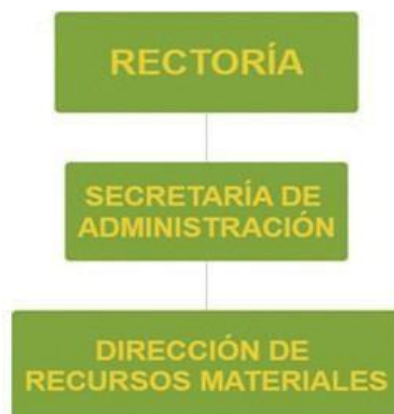 RECTORÍA
SECRETARÍA DE
ADMINISTRACIÓN
DIRECCIÓN DE
RECURSOS MATERIALES